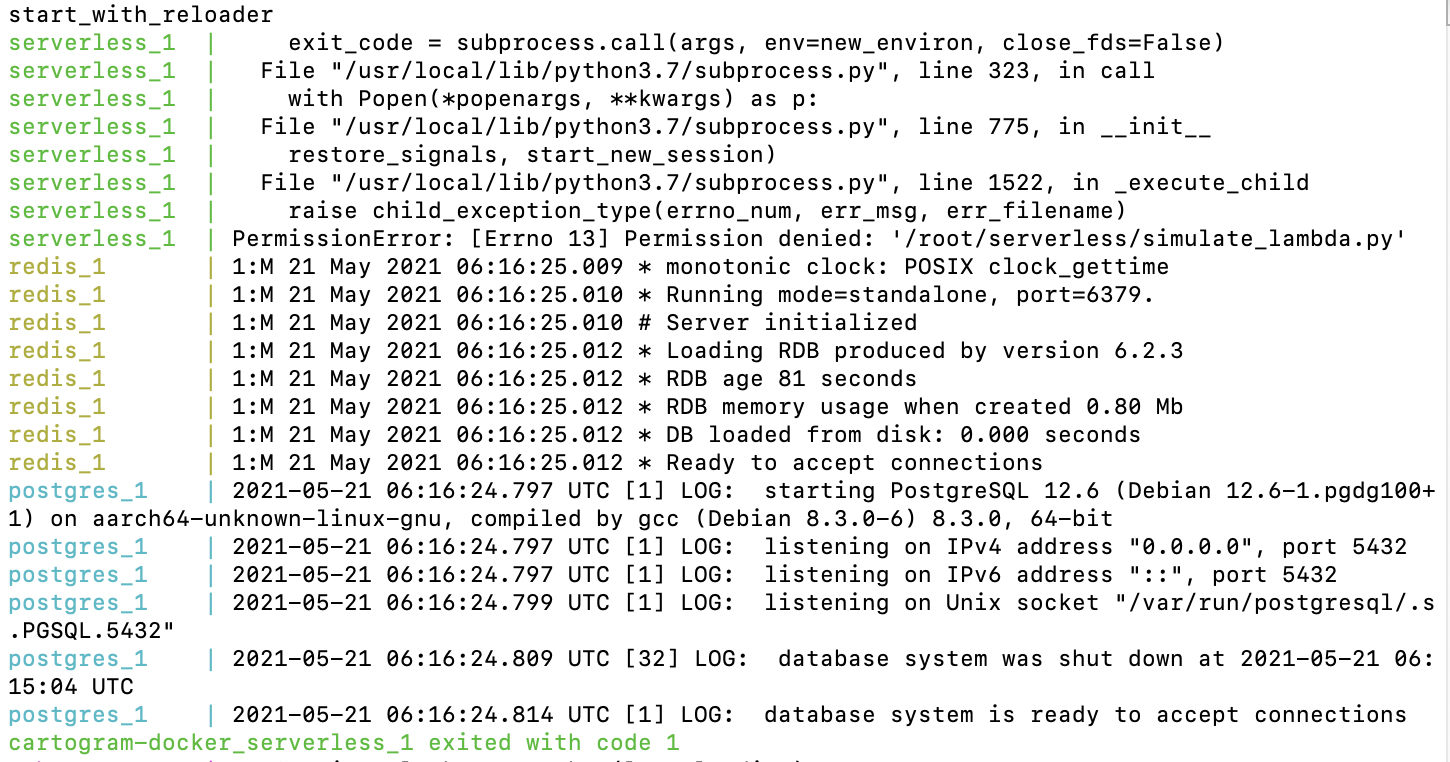 start_with_reloader
serverless_1  |     exit_code = subprocess.call(args, env=new_environ, close_fds=False)
serverless_1  |   File "/usr/local/lib/python3.7/subprocess.py", line 323, in call
serverless_1  |     with Popen(*popenargs, **kwargs) as p:
serverless_1  |   File "/usr/local/lib/python3.7/subprocess.py", line 775, in __init__
serverless_1  |     restore_signals, start_new_session)
serverless_1  |   File "/usr/local/lib/python3.7/subprocess.py", line 1522, in _execute_child
serverless_1  |     raise child_exception_type(errno_num, err_msg, err_filename)
serverless_1  | PermissionError: [Errno 13] Permission denied: '/root/serverless/simulate_lambda.py'
redis_1       | 1:M 21 May 2021 06:16:25.009 * monotonic clock: POSIX clock_gettime
redis_1       | 1:M 21 May 2021 06:16:25.010 * Running mode=standalone, port=6379.
redis_1       | 1:M 21 May 2021 06:16:25.010 # Server initialized
redis_1       | 1:M 21 May 2021 06:16:25.012 * Loading RDB produced by version 6.2.3
redis_1       | 1:M 21 May 2021 06:16:25.012 * RDB age 81 seconds
redis_1       | 1:M 21 May 2021 06:16:25.012 * RDB memory usage when created 0.80 Mb
redis_1       | 1:M 21 May 2021 06:16:25.012 * DB loaded from disk: 0.000 seconds
redis_1       | 1:M 21 May 2021 06:16:25.012 * Ready to accept connections
postgres_1    | 2021-05-21 06:16:24.797 UTC [1] LOG:  starting PostgreSQL 12.6 (Debian 12.6-1.pgdg100+
1) on aarch64-unknown-linux-gnu, compiled by gcc (Debian 8.3.0-6) 8.3.0, 64-bit
postgres_1    | 2021-05-21 06:16:24.797 UTC [1] LOG:  listening on IPv4 address "0.0.0.0", port 5432
postgres_1    | 2021-05-21 06:16:24.797 UTC [1] LOG:  listening on IPv6 address "::", port 5432
postgres_1    | 2021-05-21 06:16:24.799 UTC [1] LOG:  listening on Unix socket "/var/run/postgresql/.s
.PGSQL.5432"
postgres_1    | 2021-05-21 06:16:24.809 UTC [32] LOG:  database system was shut down at 2021-05-21 06:
15:04 UTC
postgres_1    | 2021-05-21 06:16:24.814 UTC [1] LOG:  database system is ready to accept connections
cartogram-docker_serverless_1 exited with code 1